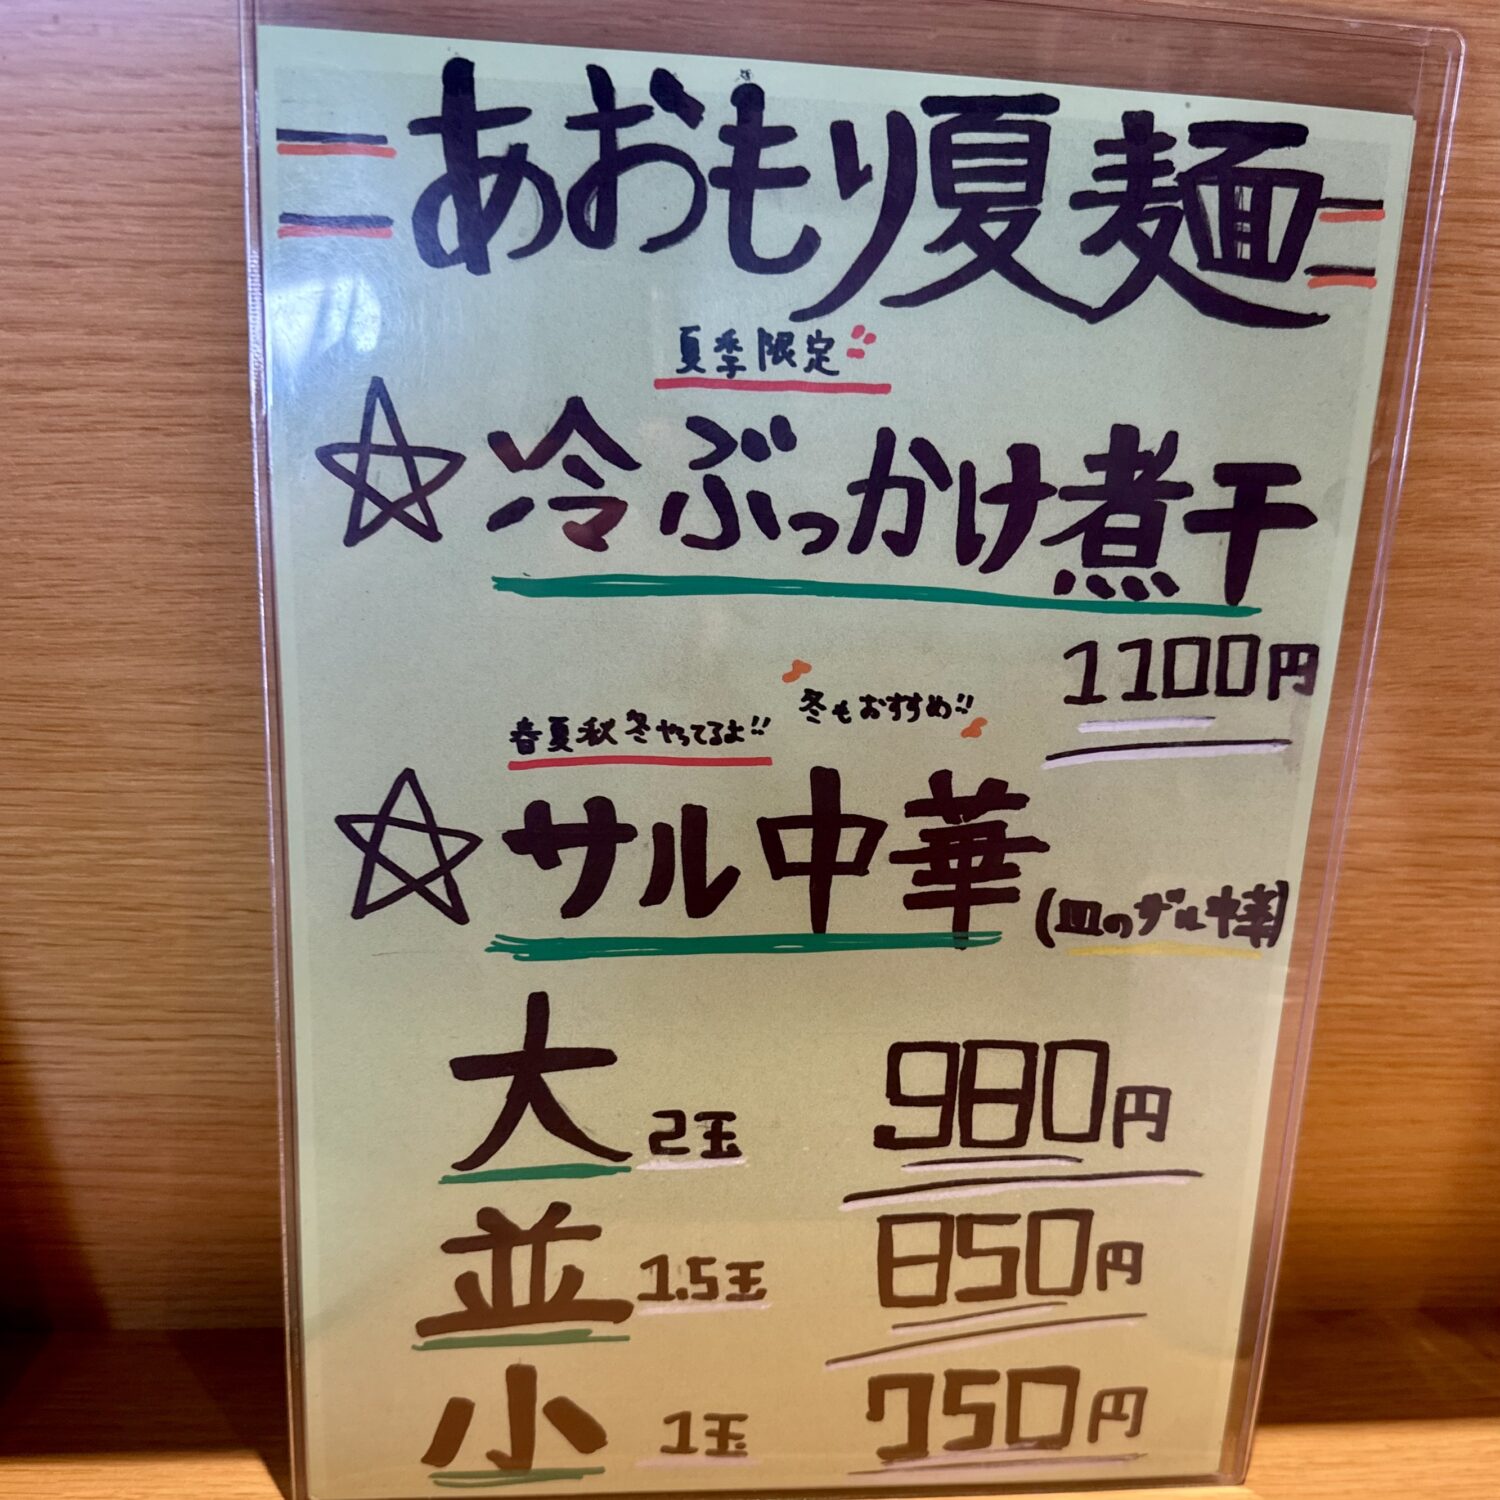 =あおもり夏麺=
夏季限定!!
☆冷ぶっかけ煮干
1100円
冬もおすすめ!!
春夏秋冬やってるよ!!
☆サル中華
(皿のザル中華)
大 2玉 980円
並 1.5玉 850円
小 1玉 750円